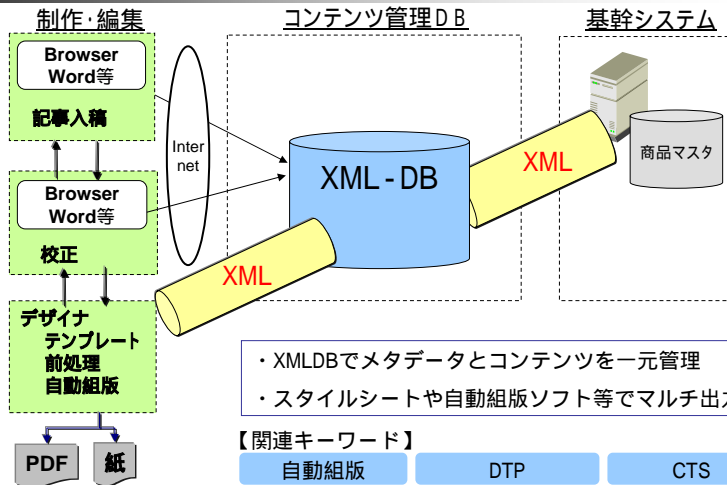 制作・編集
コンテンツ管理DB
基幹システム
Browser
Word等
記事入稿
Inter
net
XML-DB
XML
商品マスタ
Browser
Word等
校正
XML
デザイナ
テンプレート
前処理
自動組版
・XMLDBでメタデータとコンテンツを一元管理
・スタイルシートや自動組版ソフト等でマルチ出力
【関連キーワード】
PDF
紙
自動組版
DTP
CTS